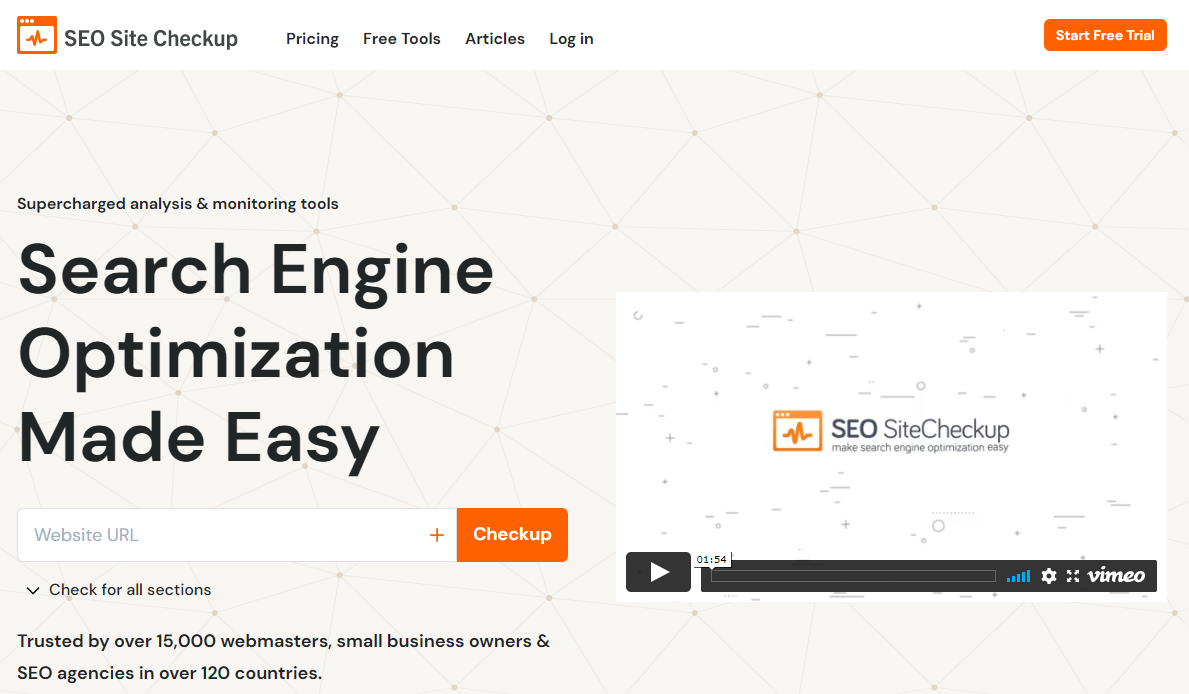 SEO Site Checkup
Pricing
Free Tools
Articles
Log in
Start Free Trial
Supercharged analysis & monitoring tools
Search Engine
Optimization
Made Easy
Website URL
+
Checkup
Check for all sections
Trusted by over 15,000 webmasters, small business owners &
SEO agencies in over 120 countries.
SEO SiteCheckup
make search engine optimization easy
01:54
vimeo